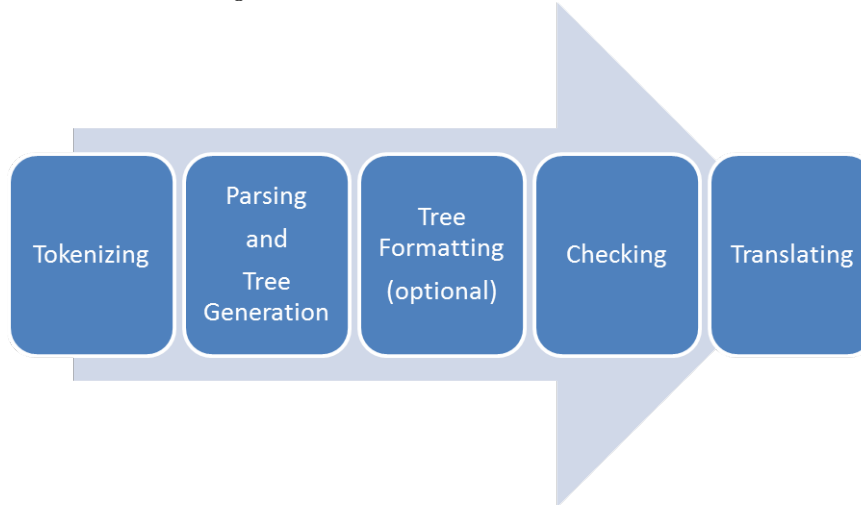 Tokenizing
Parsing
and
Tree
Generation
Tree
Formatting
(optional)
Checking
Translating